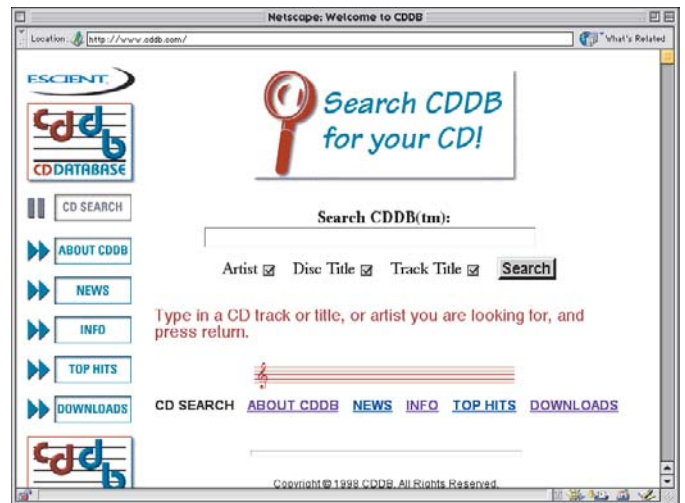 Netscape: Welcome to CDDB
Location: http://www.cddb.com/
What's Related
ESCIENT
cddb
CDDATABASE
Search CDDB
for your CD!
CD SEARCH
ABOUT CDDB
NEWS
INFO
TOP HITS
DOWNLOADS
Search CDDB(tm):
Artist Disc Title Track Title Search
Type in a CD track or title, or artist you are looking for, and
press return.
CD SEARCH ABOUT CDDB NEWS INFO TOP HITS DOWNLOADS
cddb
Copyright © 1998 CDDB. All Rights Reserved.